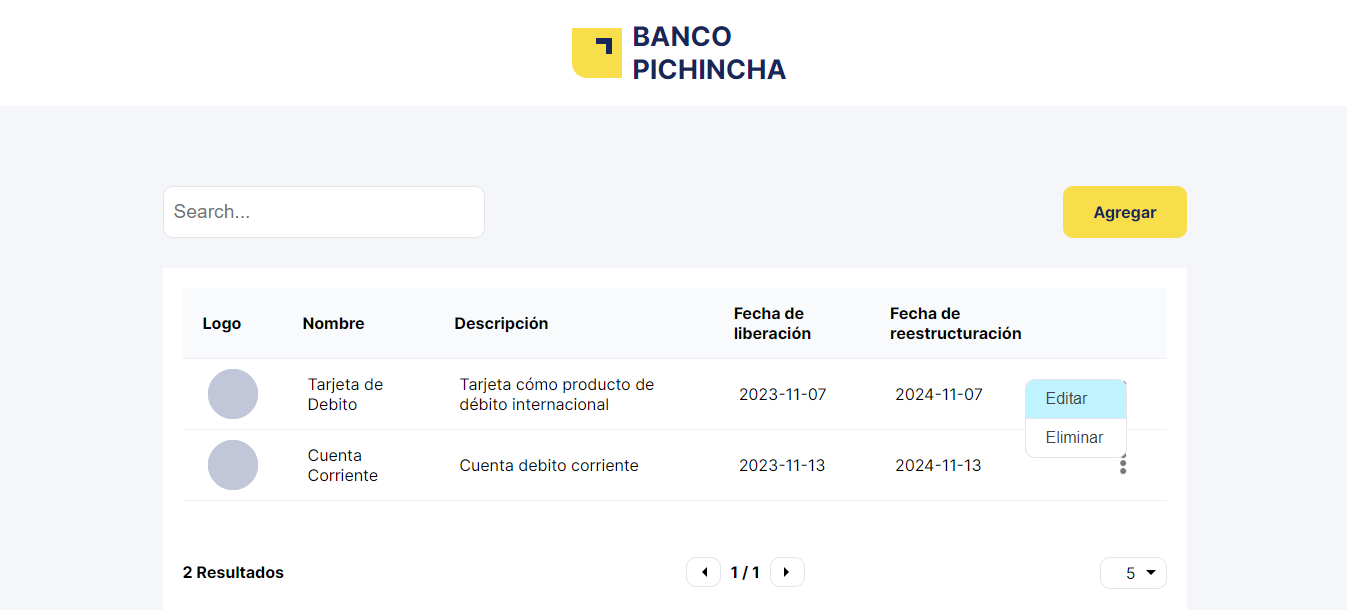 BANCO
PICHINCHA
Search...
Agregar
Logo
Nombre
Descripción
Fecha de
liberación
Fecha de
reestructuración
Tarjeta de
Debito
Tarjeta cómo producto de
débito internacional
2023-11-07
2024-11-07
Editar
Eliminar
Cuenta
Corriente
Cuenta debito corriente
2023-11-13
2024-11-13
2 Resultados
1 / 1
5